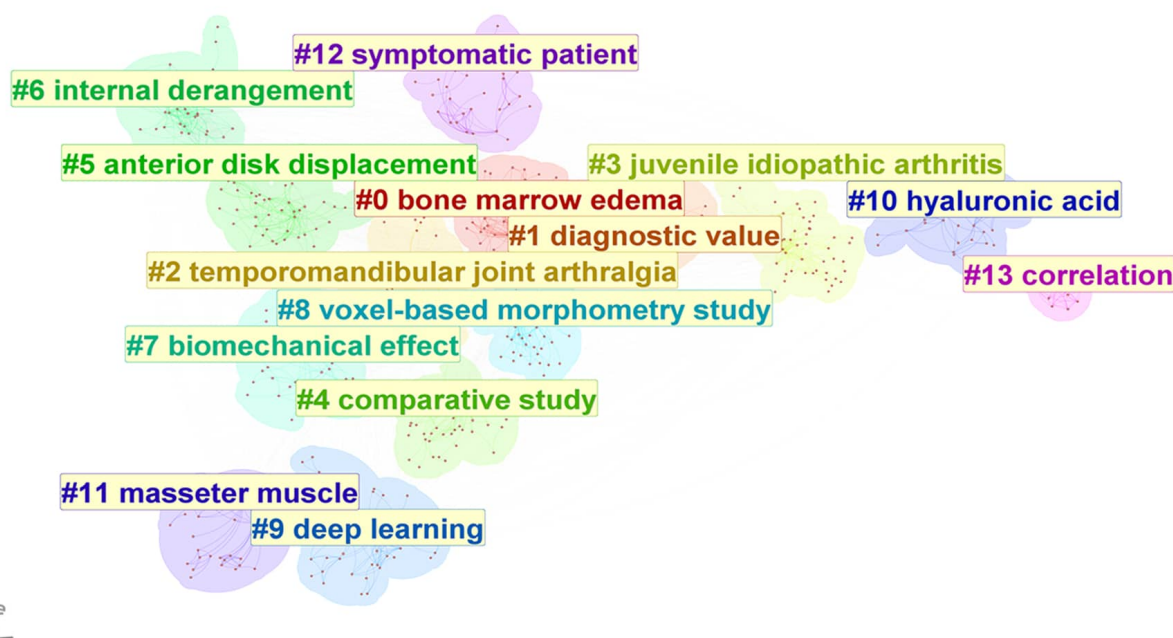 #12 symptomatic patient
#6 internal derangement
#5 anterior disk displacement
#3 juvenile idiopathic arthritis
#0 bone marrow edema
#10 hyaluronic acid
#1 diagnostic value
#2 temporomandibular joint arthralgia
#13 correlation
#8 voxel-based morphometry study
#7 biomechanical effect
#4 comparative study
#11 masseter muscle
#9 deep learning
e